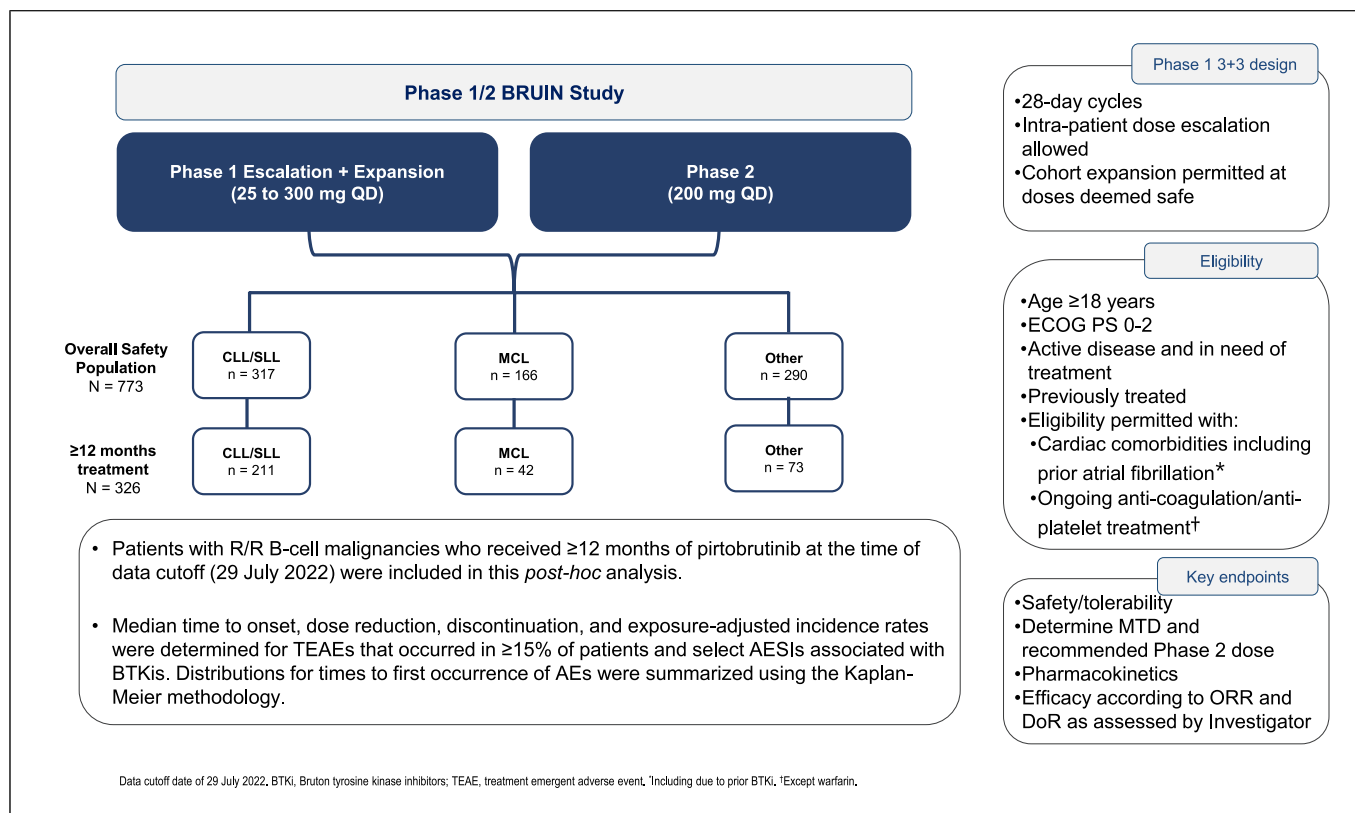 Phase 1/2 BRUIN Study
Phase 1 Escalation + Expansion
(25 to 300 mg QD)
Phase 2
(200 mg QD)
Overall Safety
Population
N = 773
CLL/SLL
n = 317
MCL
n = 166
Other
n = 290
≥12 months
treatment
N = 326
CLL/SLL
n = 211
MCL
n = 42
Other
n = 73
• Patients with R/R B-cell malignancies who received ≥12 months of pirtobrutinib at the time of
data cutoff (29 July 2022) were included in this post-hoc analysis.
• Median time to onset, dose reduction, discontinuation, and exposure-adjusted incidence rates
were determined for TEAEs that occurred in ≥15% of patients and select AESIs associated with
BTKis. Distributions for times to first occurrence of AEs were summarized using the Kaplan-
Meier methodology.
Phase 1 3+3 design
•28-day cycles
•Intra-patient dose escalation
allowed
•Cohort expansion permitted at
doses deemed safe
Eligibility
•Age ≥18 years
•ECOG PS 0-2
•Active disease and in need of
treatment
•Previously treated
•Eligibility permitted with:
•Cardiac comorbidities including
prior atrial fibrillation*
•Ongoing anti-coagulation/anti-
platelet treatment†
Key endpoints
•Safety/tolerability
•Determine MTD and
recommended Phase 2 dose
•Pharmacokinetics
•Efficacy according to ORR and
DoR as assessed by Investigator
Data cutoff date of 29 July 2022. BTKi, Bruton tyrosine kinase inhibitors; TEAE, treatment emergent adverse event. *Including due to prior BTKi. †Except warfarin.